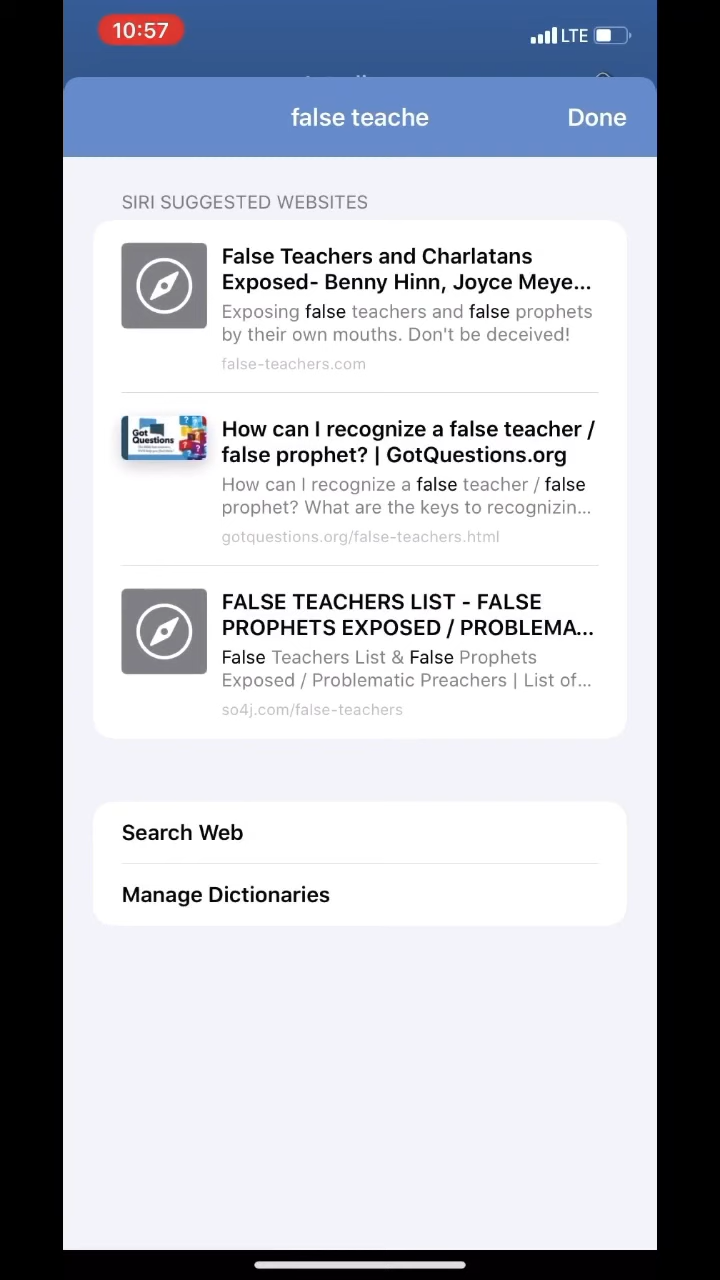 10:57
LTE
false teache
Done
SIRI SUGGESTED WEBSITES
False Teachers and Charlatans
Exposed- Benny Hinn, Joyce Meye...
Exposing false teachers and false prophets
by their own mouths. Don't be deceived!
false-teachers.com
Got
Questions
How can I recognize a false teacher /
false prophet? | GotQuestions.org
How can I recognize a false teacher / false
prophet? What are the keys to recognizin...
gotquestions.org/false-teachers.html
FALSE TEACHERS LIST - FALSE
PROPHETS EXPOSED / PROBLEMA...
False Teachers List & False Prophets
Exposed / Problematic Preachers | List of...
so4j.com/false-teachers
Search Web
Manage Dictionaries